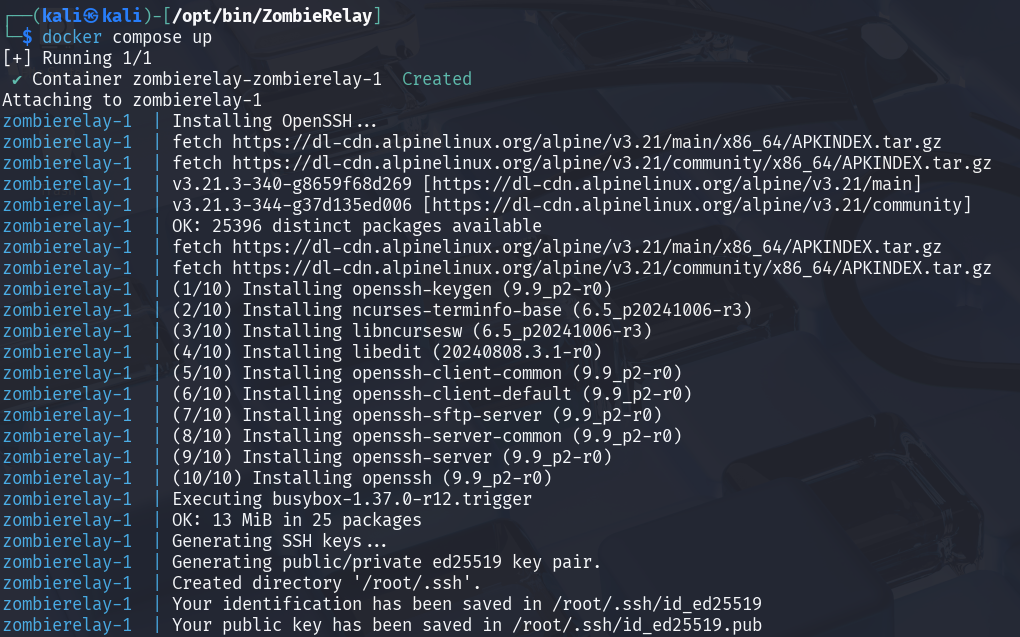 ┌──(kali㉿kali)-[/opt/bin/ZombieRelay]
└─$ docker compose up
[+] Running 1/1
 ✔ Container zombierelay-zombierelay-1  Created
Attaching to zombierelay-1
zombierelay-1  | Installing OpenSSH...
zombierelay-1  | fetch https://dl-cdn.alpinelinux.org/alpine/v3.21/main/x86_64/APKINDEX.tar.gz
zombierelay-1  | fetch https://dl-cdn.alpinelinux.org/alpine/v3.21/community/x86_64/APKINDEX.tar.gz
zombierelay-1  | v3.21.3-340-g8659f68d269 [https://dl-cdn.alpinelinux.org/alpine/v3.21/main]
zombierelay-1  | v3.21.3-344-g37d135ed006 [https://dl-cdn.alpinelinux.org/alpine/v3.21/community]
zombierelay-1  | OK: 25396 distinct packages available
zombierelay-1  | fetch https://dl-cdn.alpinelinux.org/alpine/v3.21/main/x86_64/APKINDEX.tar.gz
zombierelay-1  | fetch https://dl-cdn.alpinelinux.org/alpine/v3.21/community/x86_64/APKINDEX.tar.gz
zombierelay-1  | (1/10) Installing openssh-keygen (9.9_p2-r0)
zombierelay-1  | (2/10) Installing ncurses-terminfo-base (6.5_p20241006-r3)
zombierelay-1  | (3/10) Installing libncursesw (6.5_p20241006-r3)
zombierelay-1  | (4/10) Installing libedit (20240808.3.1-r0)
zombierelay-1  | (5/10) Installing openssh-client-common (9.9_p2-r0)
zombierelay-1  | (6/10) Installing openssh-client-default (9.9_p2-r0)
zombierelay-1  | (7/10) Installing openssh-sftp-server (9.9_p2-r0)
zombierelay-1  | (8/10) Installing openssh-server-common (9.9_p2-r0)
zombierelay-1  | (9/10) Installing openssh-server (9.9_p2-r0)
zombierelay-1  | (10/10) Installing openssh (9.9_p2-r0)
zombierelay-1  | Executing busybox-1.37.0-r12.trigger
zombierelay-1  | OK: 13 MiB in 25 packages
zombierelay-1  | Generating SSH keys...
zombierelay-1  | Generating public/private ed25519 key pair.
zombierelay-1  | Created directory '/root/.ssh'.
zombierelay-1  | Your identification has been saved in /root/.ssh/id_ed25519
zombierelay-1  | Your public key has been saved in /root/.ssh/id_ed25519.pub